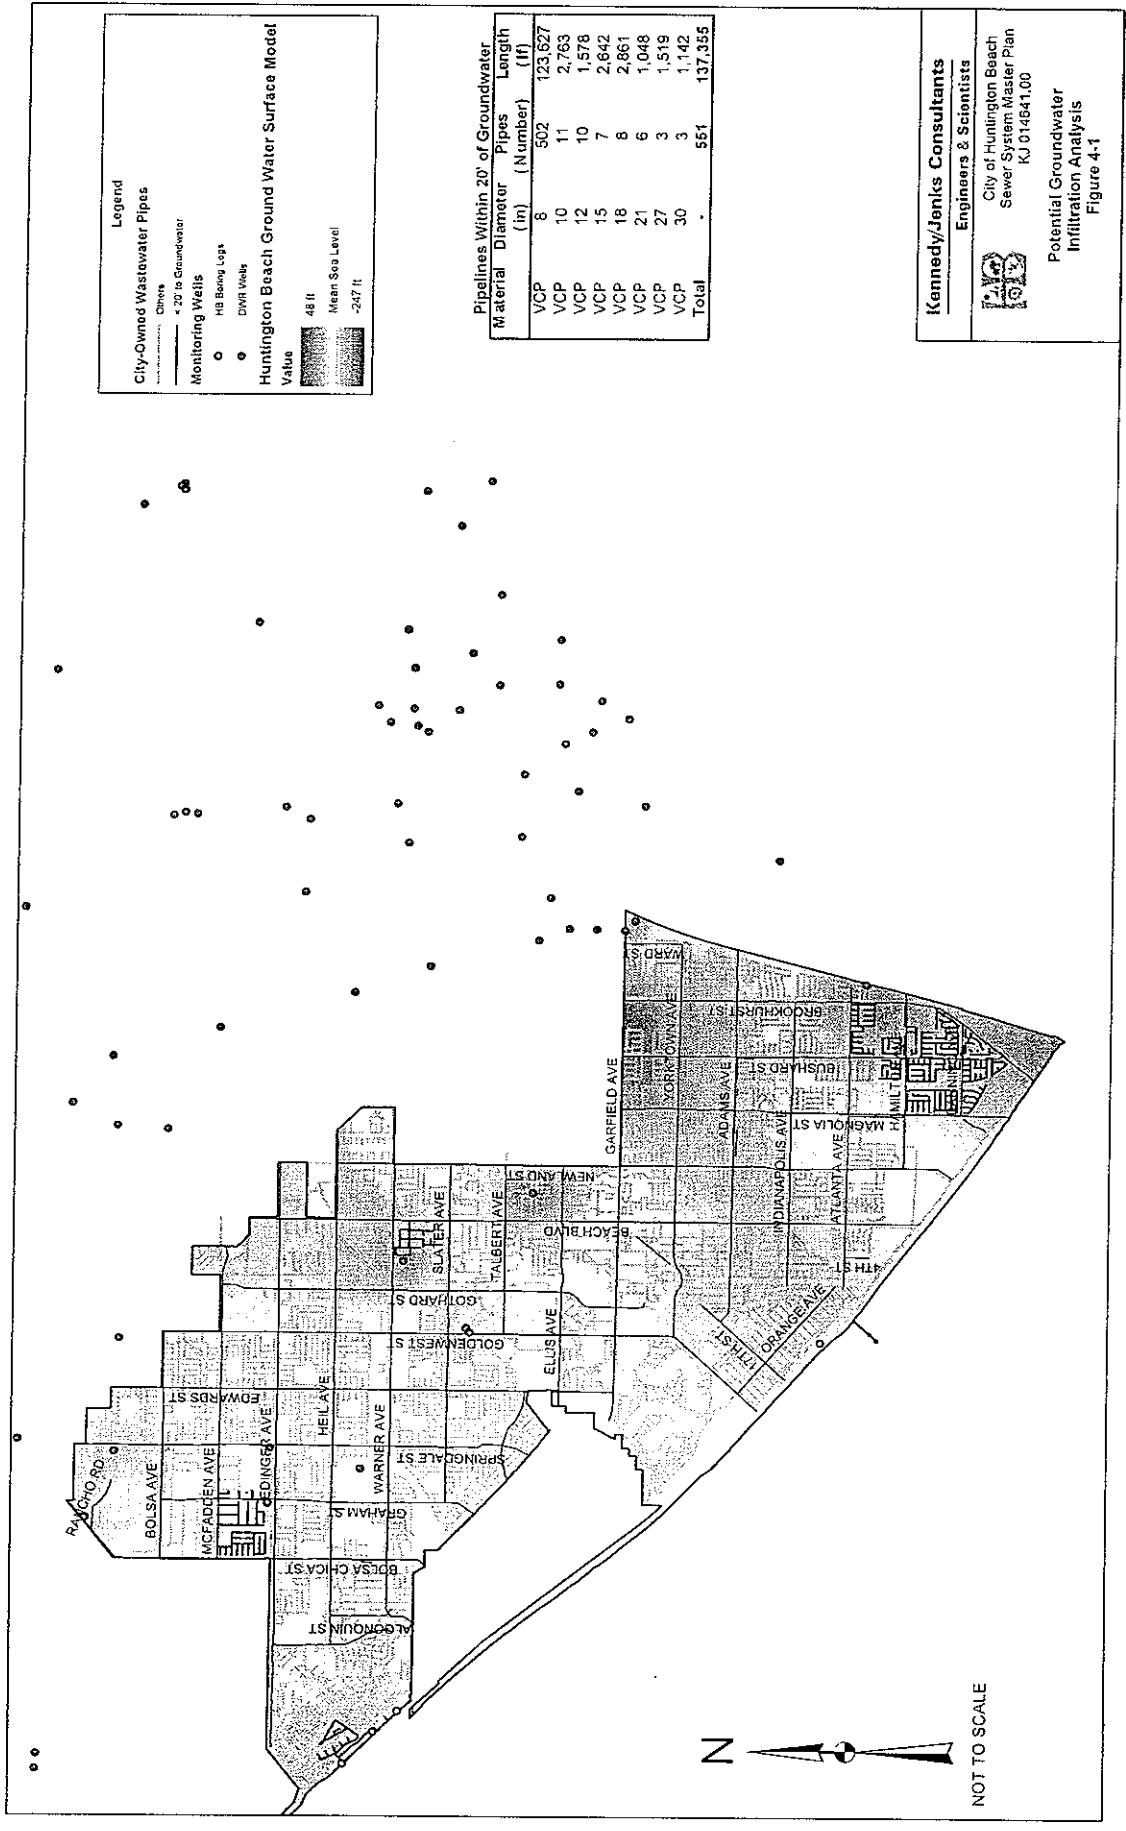 Legend
City-Owned Wastewater Pipes
Others
< 20' to Groundwater
Monitoring Wells
HB Boring Logs
DWR Wells
Huntington Beach Ground Water Surface Model
Value
48 ft
Mean Sea Level
-247 ft
Pipelines Within 20' of Groundwater
Material Diameter Pipes Length
(in) (Number) (lf)
VCP 8 502 123,627
VCP 10 11 2,763
VCP 12 10 1,578
VCP 15 7 2,642
VCP 18 8 2,861
VCP 21 6 1,048
VCP 27 3 1,519
VCP 30 3 1,142
Total - 551 137,355
Kennedy/Jenks Consultants
Engineers & Scientists
HB
City of Huntington Beach
Sewer System Master Plan
KJ 014641.00
Potential Groundwater
Infiltration Analysis
Figure 4-1
RANCHO RD
BOLSA AVE
MCFADDEN AVE
EDINGER AVE
HEIL AVE
WARNER AVE
SLATER AVE
TALBERT AVE
ELLIS AVE
GARFIELD AVE
YORKTOWN AVE
ADAMS AVE
INDIANAPOLIS AVE
ATLANTA AVE
ALGONQUIN ST
BOLSA CHICA ST
GRAHAM ST
SPRINGDALE ST
EDWARDS ST
GOLDENWEST ST
GOTHARD ST
BEACH BLVD
NEWLAND ST
MAGNOLIA ST
BUSHARD ST
BROOKHURST ST
WARD ST
17TH ST
ORANGE AVE
4TH ST
N
NOT TO SCALE